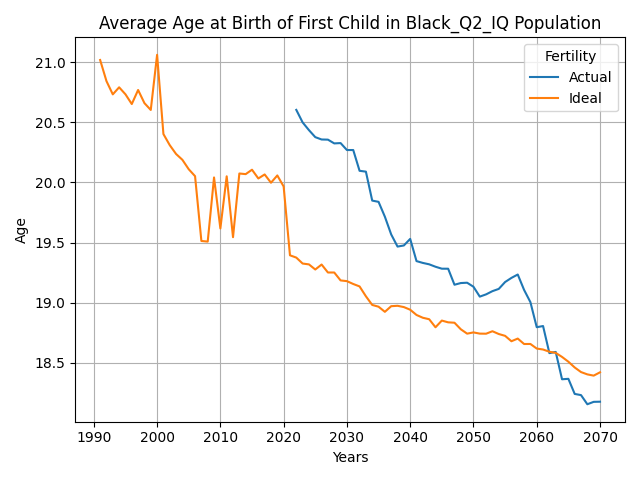 Average Age at Birth of First Child in Black_Q2_IQ Population
Fertility
Actual
Ideal
21.0
20.5
20.0
19.5
19.0
18.5
Age
1990 2000 2010 2020 2030 2040 2050 2060 2070
Years